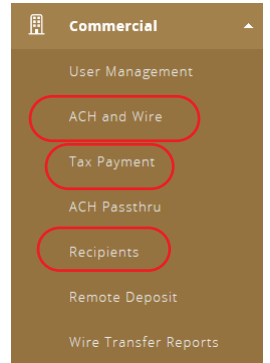 Commercial
User Management
ACH and Wire
Tax Payment
ACH Passthru
Recipients
Remote Deposit
Wire Transfer Reports